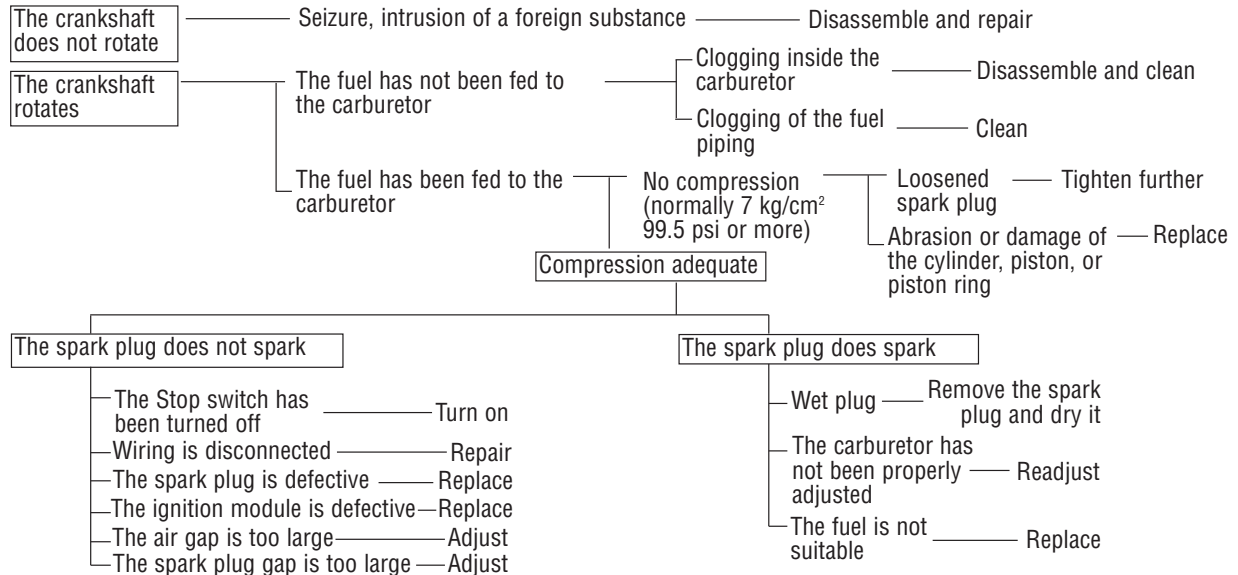 The crankshaft
does not rotate
Seizure, intrusion of a foreign substance
Disassemble and repair
The crankshaft
rotates
The fuel has not been fed to
the carburetor
Clogging inside the
carburetor
Disassemble and clean
Clogging of the fuel
piping
Clean
The fuel has been fed to the
carburetor
No compression
(normally 7 kg/cm²
99.5 psi or more)
Loosened
spark plug
Tighten further
Abrasion or damage of
the cylinder, piston, or
piston ring
Replace
Compression adequate
The spark plug does not spark
The Stop switch has
been turned off
Turn on
Wiring is disconnected
Repair
The spark plug is defective
Replace
The ignition module is defective
Replace
The air gap is too large
Adjust
The spark plug gap is too large
Adjust
The spark plug does spark
Wet plug
Remove the spark
plug and dry it
The carburetor has
not been properly
adjusted
Readjust
The fuel is not
suitable
Replace